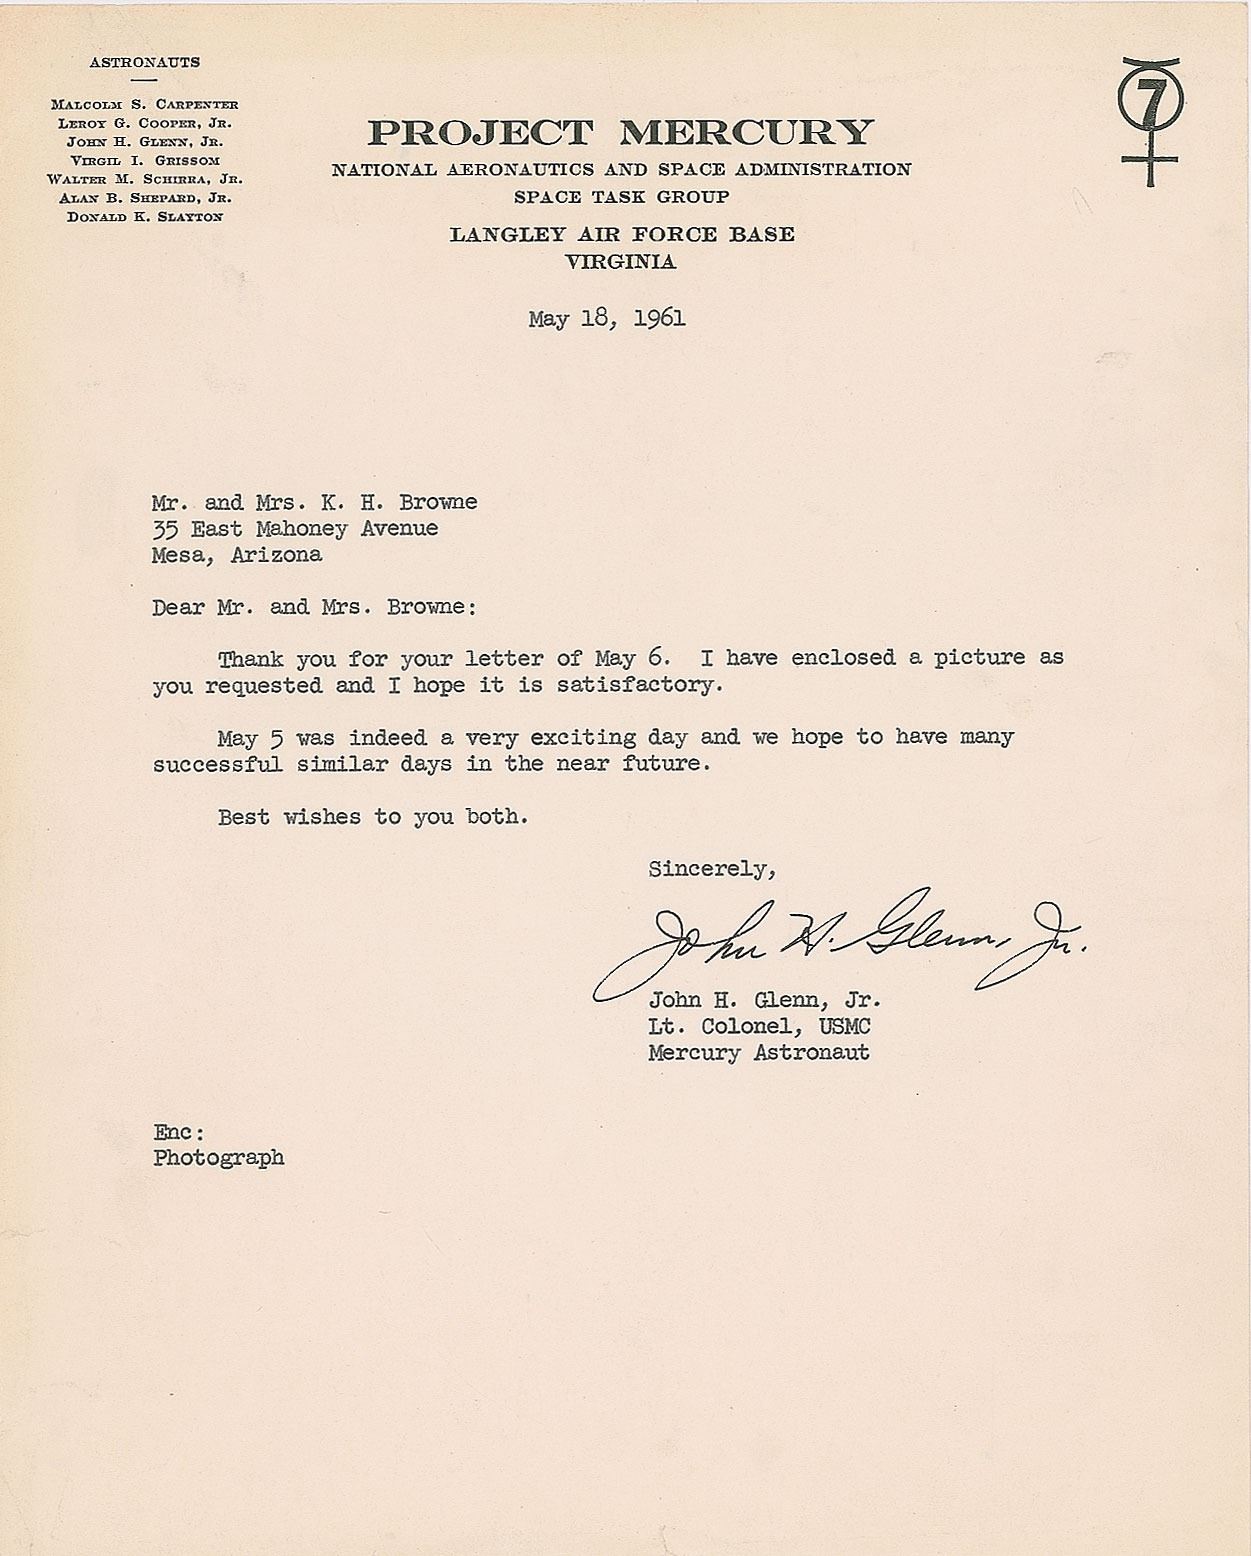 ASTRONAUTS
MALCOLM S. CARPENTER
LEROY G. COOPER, JR.
JOHN H. GLENN, JR.
VIRGIL I. GRISSOM
WALTER M. SCHIRRA, JR.
ALAN B. SHEPARD, JR.
DONALD K. SLAYTON
7
PROJECT MERCURY
NATIONAL AERONAUTICS AND SPACE ADMINISTRATION
SPACE TASK GROUP
LANGLEY AIR FORCE BASE
VIRGINIA
May 18, 1961
Mr. and Mrs. K. H. Browne
35 East Mahoney Avenue
Mesa, Arizona
Dear Mr. and Mrs. Browne:
Thank you for your letter of May 6. I have enclosed a picture as
you requested and I hope it is satisfactory.
May 5 was indeed a very exciting day and we hope to have many
successful similar days in the near future.
Best wishes to you both.
Sincerely,
John H. Glenn, Jr.
John H. Glenn, Jr.
Lt. Colonel, USMC
Mercury Astronaut
Enc:
Photograph